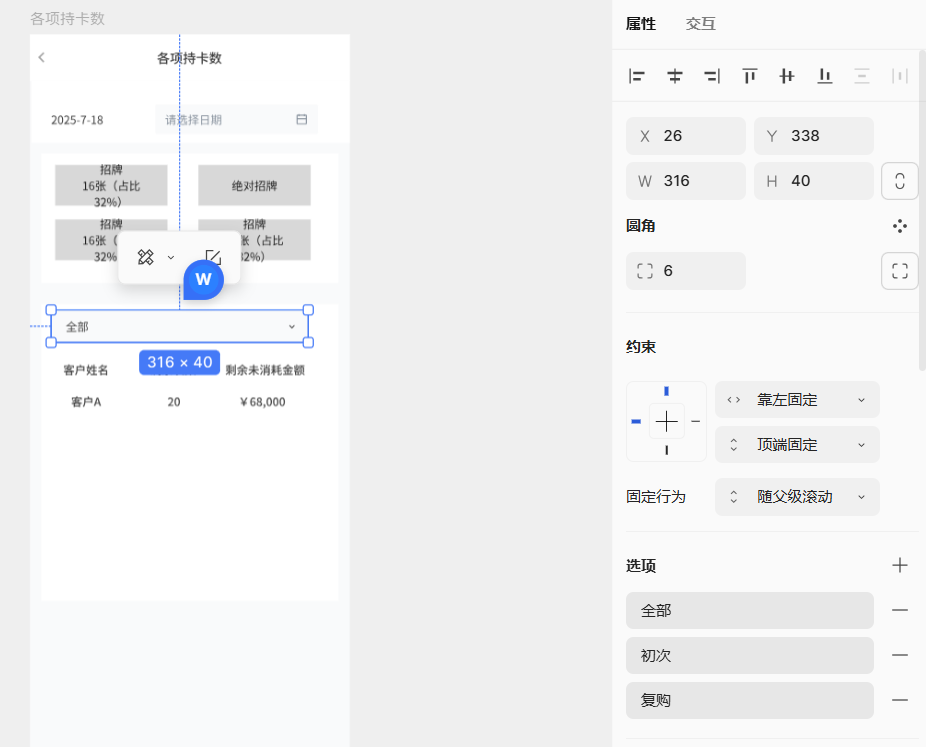 各项持卡数
属性
交互
各项持卡数
2025-7-18
请选择日期
招牌
16张（占比
32%）
绝对招牌
招牌
16张（
32%
招牌
张（占比
32%）
W
全部
316 × 40
客户姓名
剩余未消耗金额
客户A
20
￥68,000
X 26
Y 338
W 316
H 40
圆角
6
约束
靠左固定
顶端固定
固定行为
随父级滚动
选项
全部
初次
复购